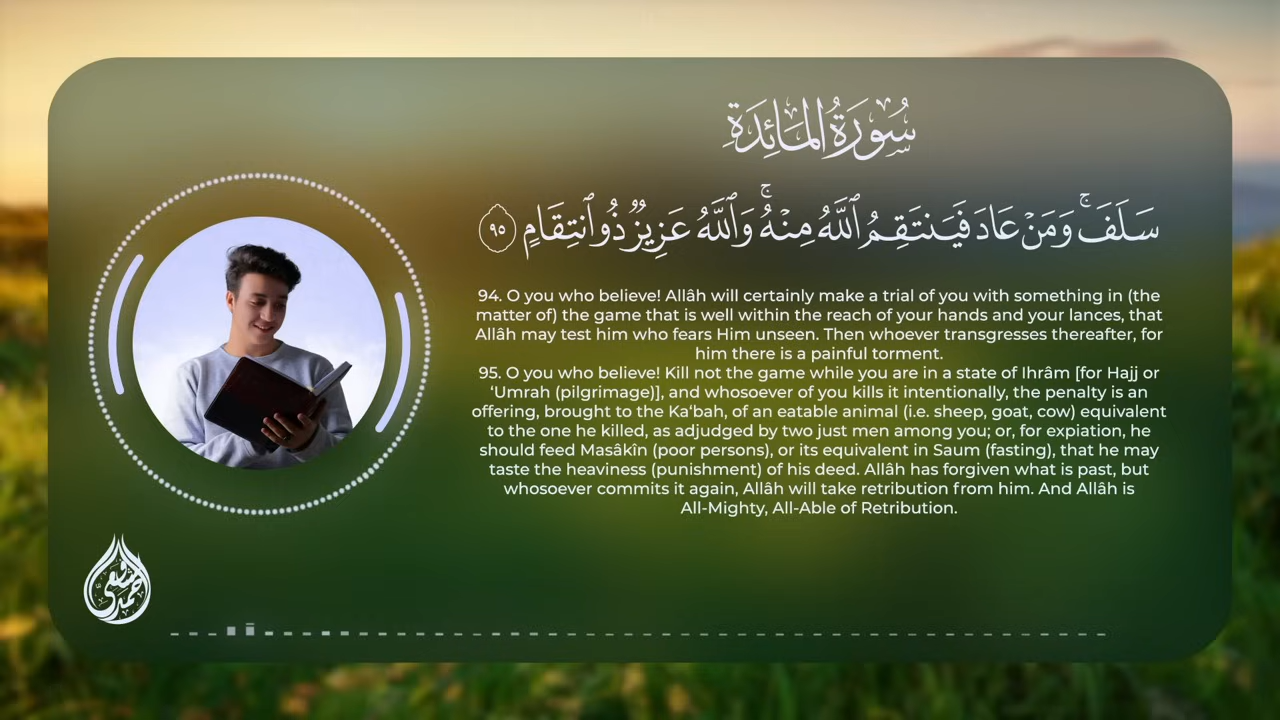 سُورَةُ المَائِدَةِ
سَلَفَۚ وَمَنْ عَادَ فَيَنتَقِمُ ٱللَّهُ مِنْهُۚ وَٱللَّهُ عَزِيزٌ ذُو ٱنتِقَامٍ ٩٥
94. O you who believe! Allâh will certainly make a trial of you with something in (the
matter of) the game that is well within the reach of your hands and your lances, that
Allâh may test him who fears Him unseen. Then whoever transgresses thereafter, for
him there is a painful torment.
95. O you who believe! Kill not the game while you are in a state of Ihrâm [for Hajj or
‘Umrah (pilgrimage)], and whosoever of you kills it intentionally, the penalty is an
offering, brought to the Ka‘bah, of an eatable animal (i.e. sheep, goat, cow) equivalent
to the one he killed, as adjudged by two just men among you; or, for expiation, he
should feed Masâkîn (poor persons), or its equivalent in Saum (fasting), that he may
taste the heaviness (punishment) of his deed. Allâh has forgiven what is past, but
whosoever commits it again, Allâh will take retribution from him. And Allâh is
All-Mighty, All-Able of Retribution.